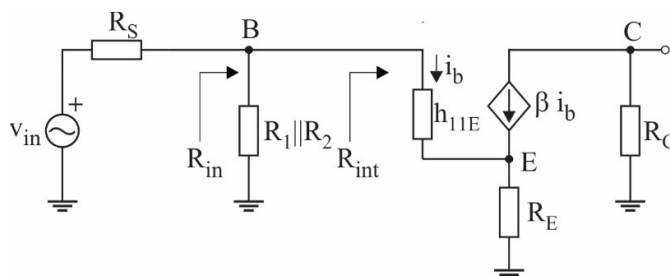 R_S
B
C
+
i_b
v_in
h_11E
β i_b
R_1||R_2
R_in
R_int
E
R_C
R_E